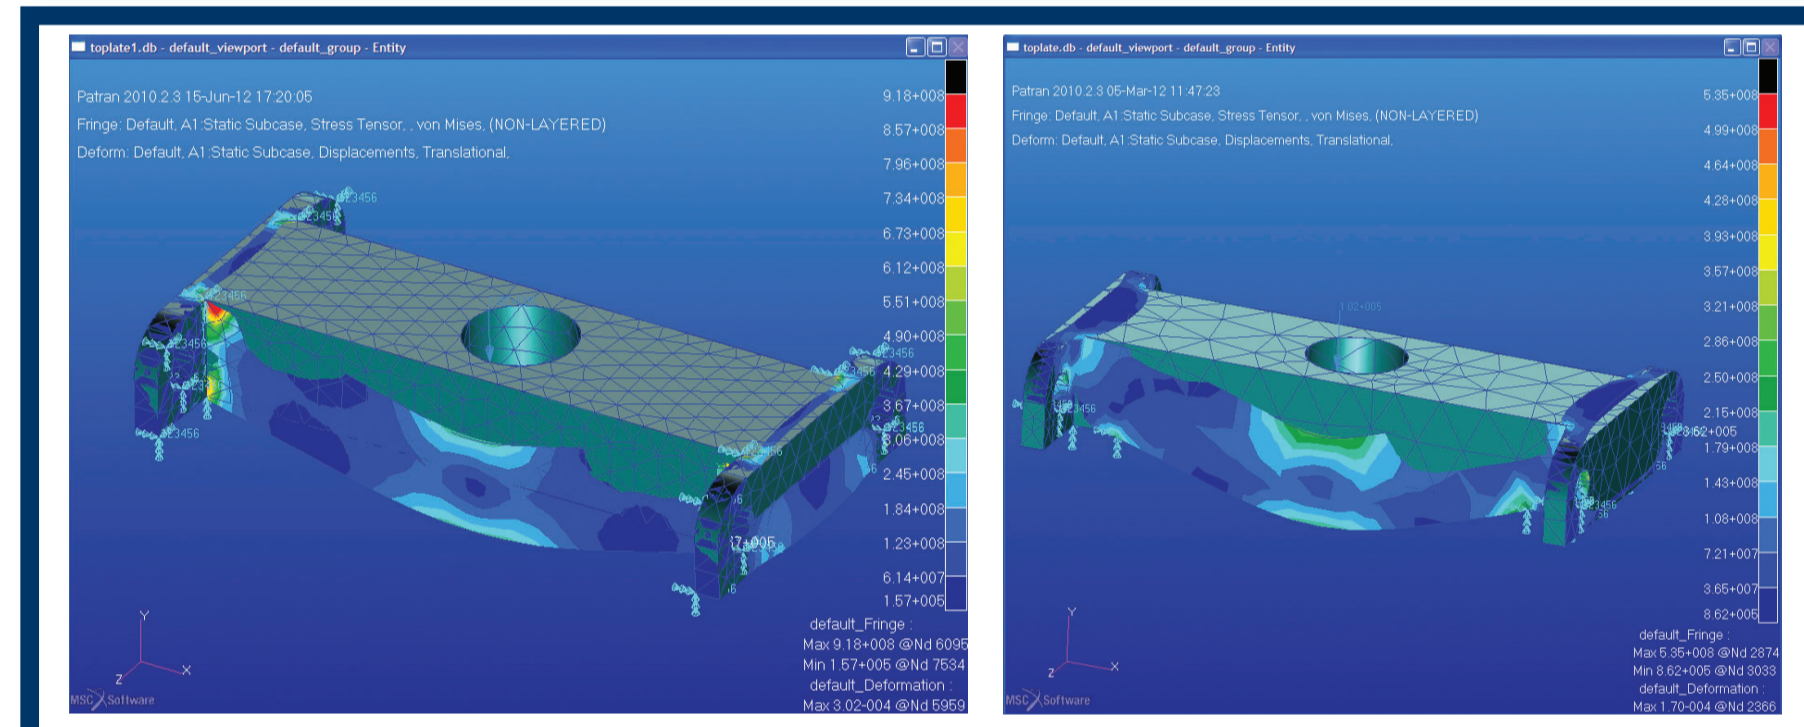 toplate1.db - default_viewport - default_group - Entity
Patran 2010.2.3 15-Jun-12 17:20:05
Fringe: Default, A1:Static Subcase, Stress Tensor, , von Mises, (NON-LAYERED)
Deform: Default, A1:Static Subcase, Displacements, Translational,
9.18+008
8.57+008
7.96+008
7.34+008
6.73+008
6.12+008
5.51+008
4.90+008
4.29+008
3.67+008
3.06+008
2.45+008
1.84+008
1.23+008
6.14+007
1.57+005
default_Fringe :
Max 9.18+008 @Nd 6095
Min 1.57+005 @Nd 7534
default_Deformation :
Max 3.02-004 @Nd 5959
Y
Z
X
MSC Software
toplate.db - default_viewport - default_group - Entity
Patran 2010.2.3 05-Mar-12 11:47:23
Fringe: Default, A1:Static Subcase, Stress Tensor, , von Mises, (NON-LAYERED)
Deform: Default, A1:Static Subcase, Displacements, Translational,
1.02+005
5.35+008
4.99+008
4.64+008
4.28+008
3.93+008
3.57+008
3.21+008
2.86+008
2.50+008
2.15+008
1.79+008
1.43+008
1.08+008
7.21+007
3.65+007
8.62+005
default_Fringe :
Max 5.35+008 @Nd 2874
Min 8.62+005 @Nd 3033
default_Deformation :
Max 1.70-004 @Nd 2366
Y
Z
X
MSC Software